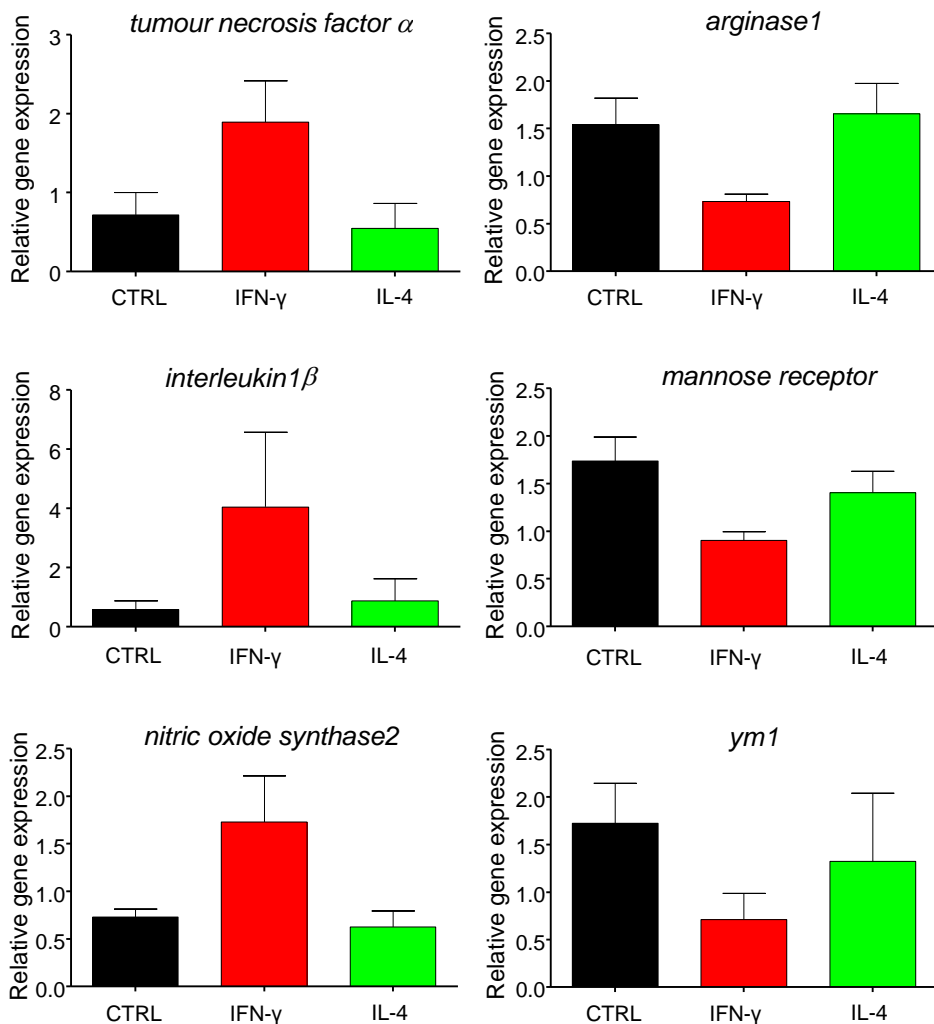 tumour necrosis factor α
Relative gene expression
3
2
1
0
CTRL IFN-γ IL-4
arginase1
Relative gene expression
2.5
2.0
1.5
1.0
0.5
0.0
CTRL IFN-γ IL-4
interleukin1β
Relative gene expression
8
6
4
2
0
CTRL IFN-γ IL-4
mannose receptor
Relative gene expression
2.5
2.0
1.5
1.0
0.5
0.0
CTRL IFN-γ IL-4
nitric oxide synthase2
Relative gene expression
2.5
2.0
1.5
1.0
0.5
0.0
CTRL IFN-γ IL-4
ym1
Relative gene expression
2.5
2.0
1.5
1.0
0.5
0.0
CTRL IFN-γ IL-4